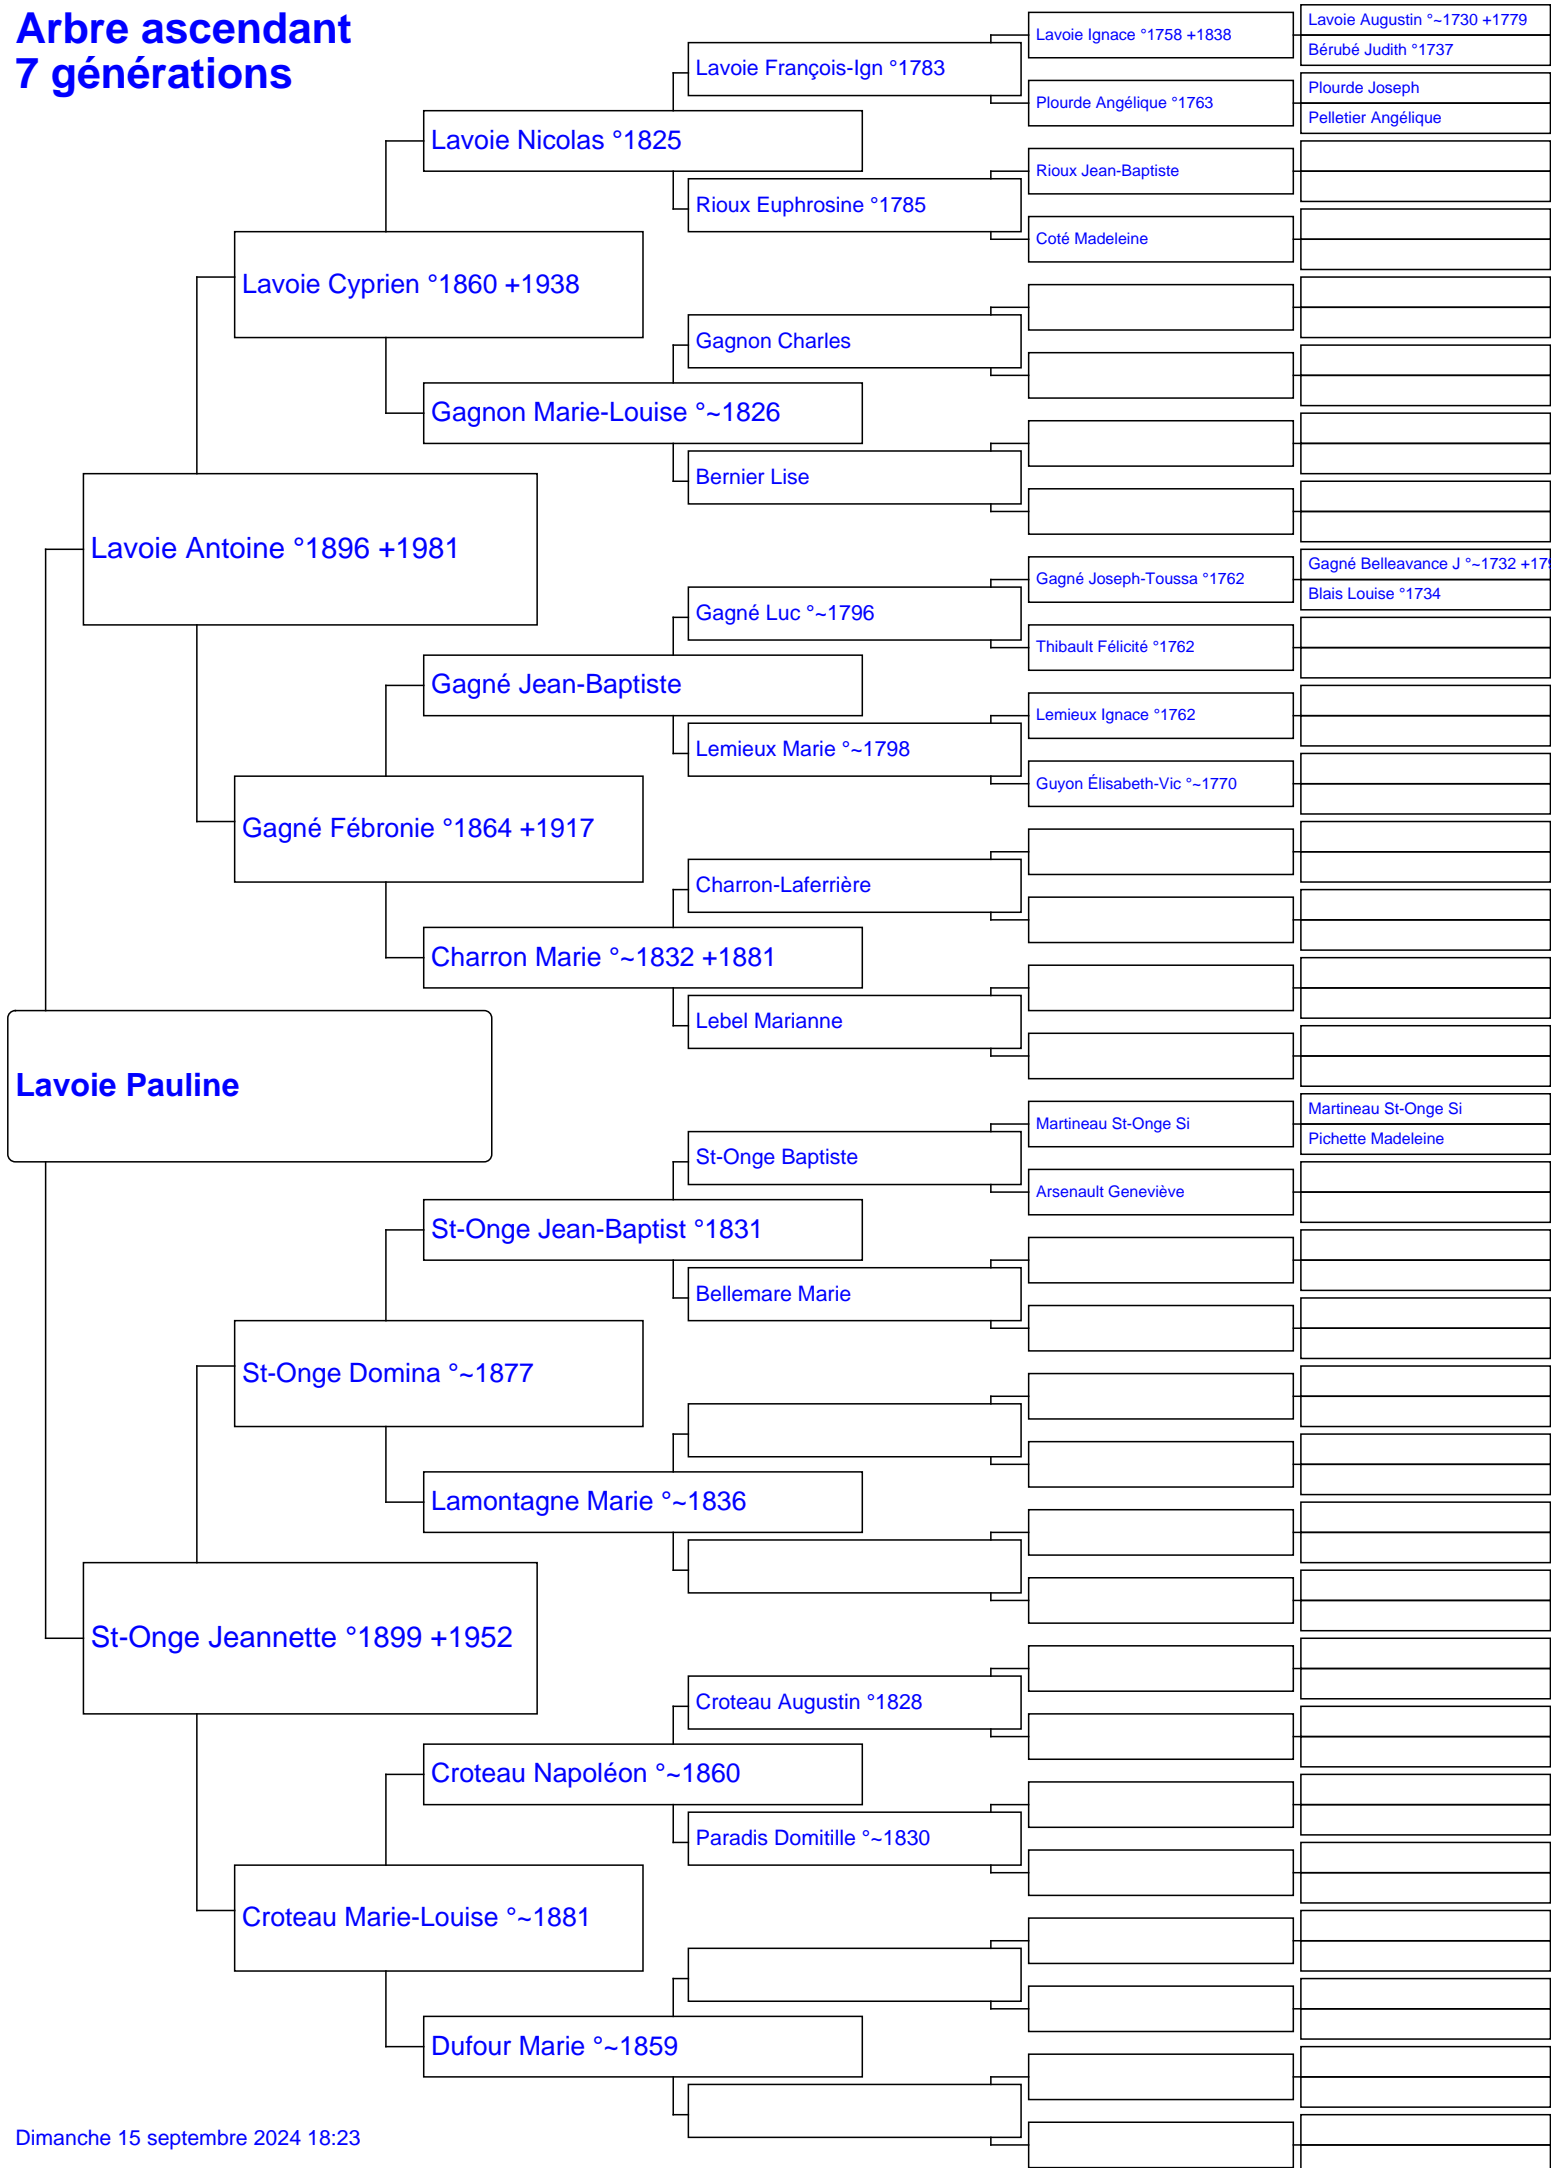 Arbre ascendant
7 générations
Lavoie Pauline
Lavoie Antoine °1896 +1981
St-Onge Jeannette °1899 +1952
Lavoie Cyprien °1860 +1938
Gagné Fébronie °1864 +1917
St-Onge Domina °~1877
Croteau Marie-Louise °~1881
Lavoie Nicolas °1825
Gagnon Marie-Louise °~1826
Gagné Jean-Baptiste
Charron Marie °~1832 +1881
St-Onge Jean-Baptist °1831
Lamontagne Marie °~1836
Croteau Napoléon °~1860
Dufour Marie °~1859
Lavoie François-Ign °1783
Rioux Euphrosine °1785
Gagnon Charles
Bernier Lise
Gagné Luc °~1796
Lemieux Marie °~1798
Charron-Laferrière
Lebel Marianne
St-Onge Baptiste
Bellemare Marie
Croteau Augustin °1828
Paradis Domitille °~1830
Lavoie Ignace °1758 +1838
Plourde Angélique °1763
Rioux Jean-Baptiste
Coté Madeleine
Gagné Joseph-Toussa °1762
Thibault Félicité °1762
Lemieux Ignace °1762
Guyon Élisabeth-Vic °~1770
Martineau St-Onge Si
Arsenault Geneviève
Lavoie Augustin °~1730 +1779
Bérubé Judith °1737
Plourde Joseph
Pelletier Angélique
Gagné Belleavance J °~1732
Blais Louise °1734
Martineau St-Onge Si
Pichette Madeleine
Dimanche 15 septembre 2024 18:23